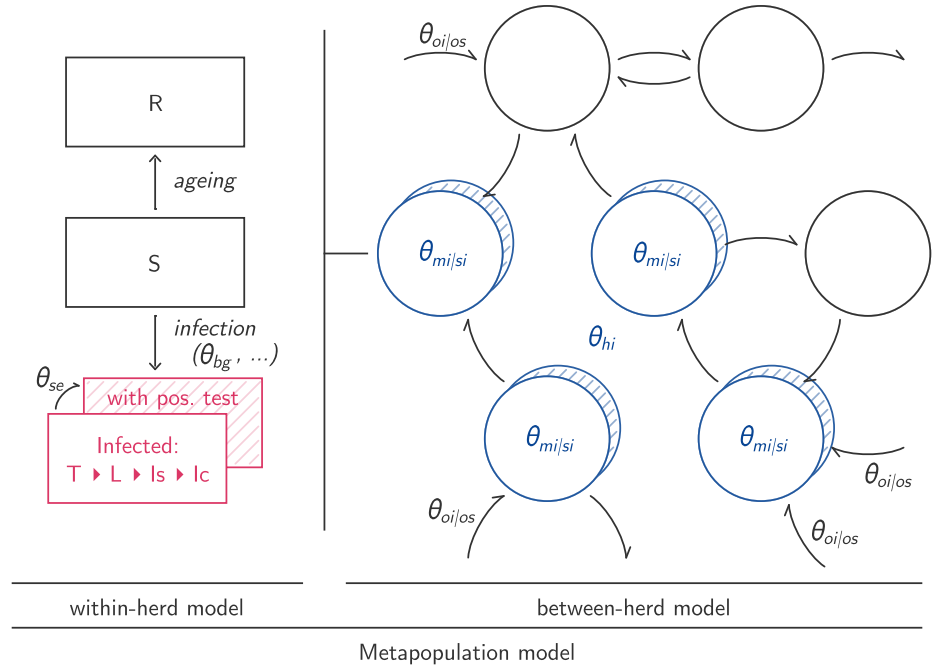 R
ageing
S
infection
(θbg , ...)
θse
with pos. test
Infected:
T ▸ L ▸ Is ▸ Ic
within-herd model
θoi|os
θmi|si
θmi|si
θhi
θmi|si
θmi|si
θoi|os
θoi|os
θoi|os
between-herd model
Metapopulation model